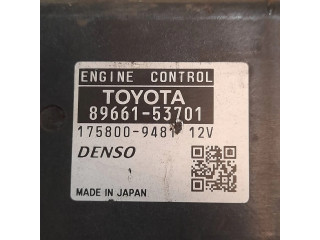 ENGINE CONTROL
TOYOTA
89661-53701
175800-9481 12V
DENSO
MADE IN JAPAN